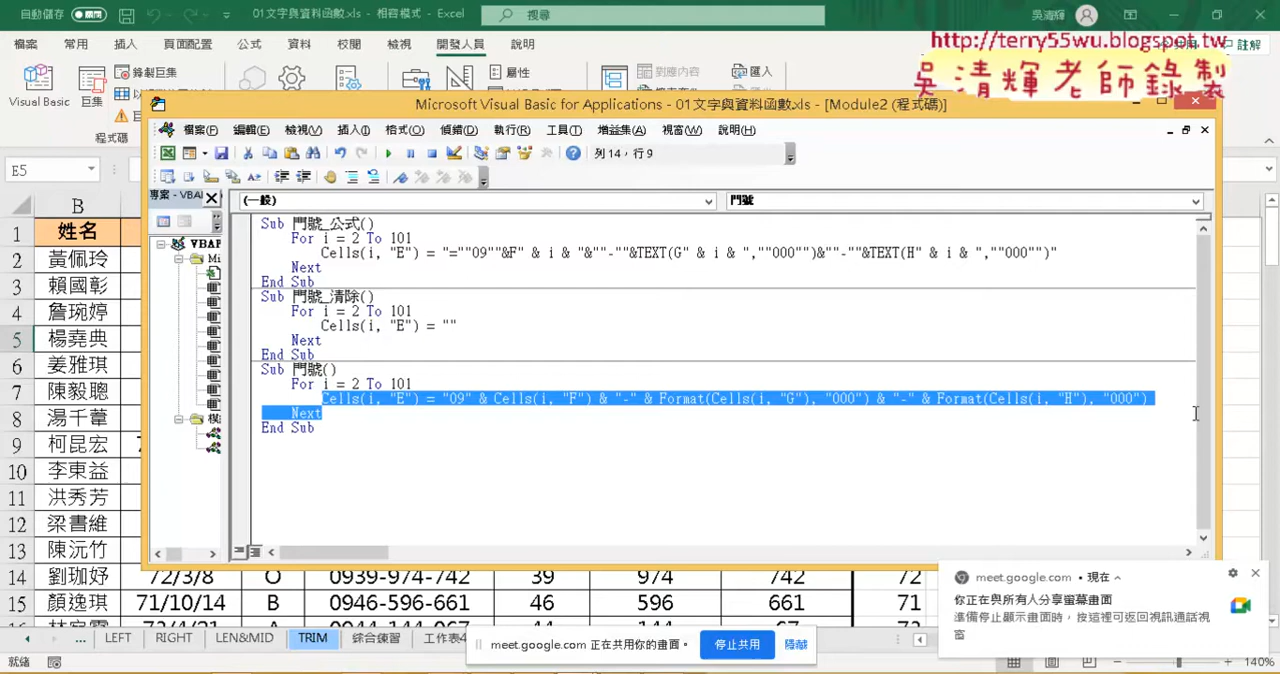 自動儲存 01文字與資料函數.xls - 相容模式 - Excel 搜尋 吳清輝
檔案 常用 插入 頁面配置 公式 資料 校閱 檢視 開發人員 說明 註解
http://terry55wu.blogspot.tw
吳清輝老師錄製
Visual Basic 巨集 錄製巨集 屬性 對應內容 匯入
程式碼
Microsoft Visual Basic for Applications - 01文字與資料函數.xls - [Module2 (程式碼)]
檔案(F) 編輯(E) 檢視(V) 插入(I) 格式(O) 偵錯(D) 執行(R) 工具(T) 增益集(A) 視窗(W) 說明(H)
列 14，行 9
E5
專案 - VBA
(一般) 門號
VBAP
Mi
Sub 門號_公式()
For i = 2 To 101
Cells(i, "E") = "=""09""&F" & i & "&""-""&TEXT(G" & i & ",""000"")&""-""&TEXT(H" & i & ",""000"")"
Next
End Sub
Sub 門號_清除()
For i = 2 To 101
Cells(i, "E") = ""
Next
End Sub
Sub 門號()
For i = 2 To 101
Cells(i, "E") = "09" & Cells(i, "F") & "-" & Format(Cells(i, "G"), "000") & "-" & Format(Cells(i, "H"), "000")
Next
End Sub
B
1 姓名
2 黃佩玲
3 賴國彰
4 詹琬婷
5 楊堯典
6 姜雅琪
7 陳毅聰
8 湯千葦
9 柯昆宏
10 李東益
11 洪秀芳
12 梁書維
13 陳沅竹
14 劉珈妤 72/3/8 O 0939-974-742 39 974 742 72
15 顏逸琪 71/10/14 B 0946-596-661 46 596 661 71
meet.google.com • 現在
你正在與所有人分享螢幕畫面
準備停止顯示畫面時，按這裡可返回視訊通話視窗
... LEFT RIGHT LEN&MID TRIM 綜合練習 工作表4
meet.google.com 正在共用你的畫面。 停止共用 隱藏
就緒 140%